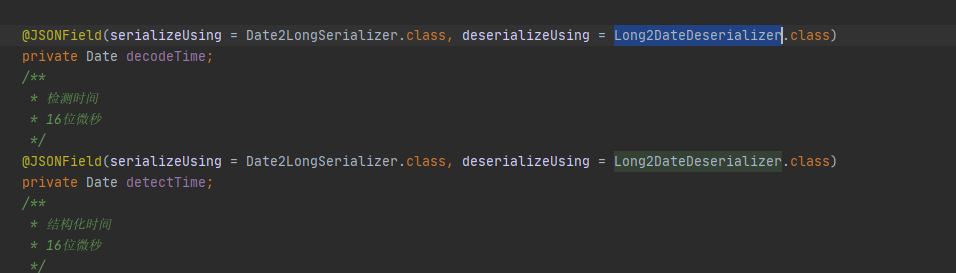 @JSONField(serializeUsing = Date2LongSerializer.class, deserializeUsing = Long2DateDeserializer.class)
private Date decodeTime;
/**
 * 检测时间
 * 16位微秒
 */
@JSONField(serializeUsing = Date2LongSerializer.class, deserializeUsing = Long2DateDeserializer.class)
private Date detectTime;
/**
 * 结构化时间
 * 16位微秒
 */